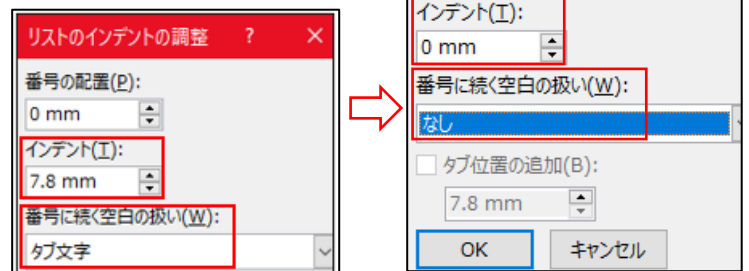 リストのインデントの調整 ? ×
番号の配置(P):
0 mm
インデント(T):
7.8 mm
番号に続く空白の扱い(W):
タブ文字
インデント(T):
0 mm
番号に続く空白の扱い(W):
なし
タブ位置の追加(B):
7.8 mm
OK キャンセル